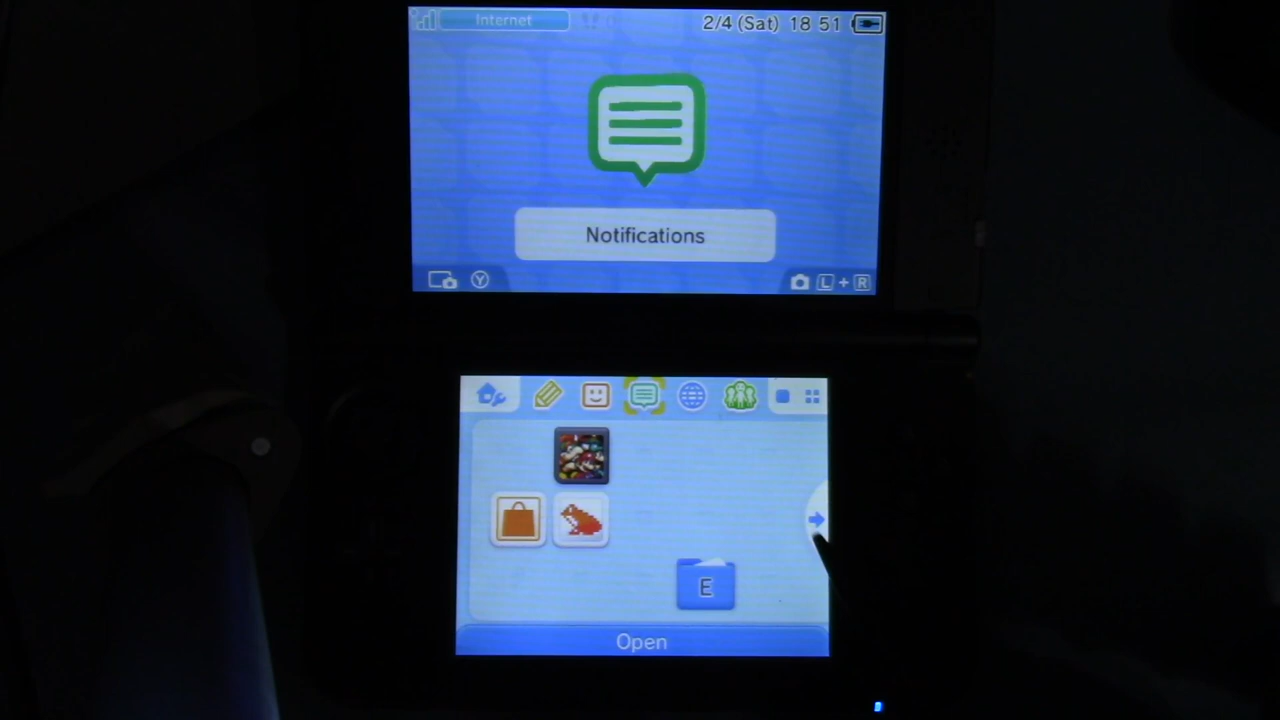 Internet
2/4 (Sat) 18 51
Notifications
Y
L + R
E
Open